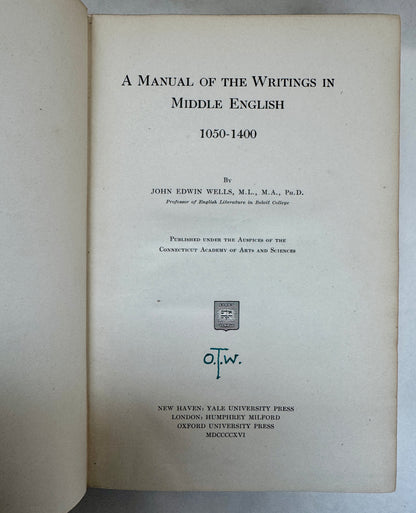 A MANUAL OF THE WRITINGS IN
MIDDLE ENGLISH
1050-1400
BY
JOHN EDWIN WELLS, M.L., M.A., PH.D.
Professor of English Literature in Beloit College
PUBLISHED UNDER THE AUSPICES OF THE
CONNECTICUT ACADEMY OF ARTS AND SCIENCES
O.T.W.
NEW HAVEN: YALE UNIVERSITY PRESS
LONDON: HUMPHREY MILFORD
OXFORD UNIVERSITY PRESS
MDCCCCXVI